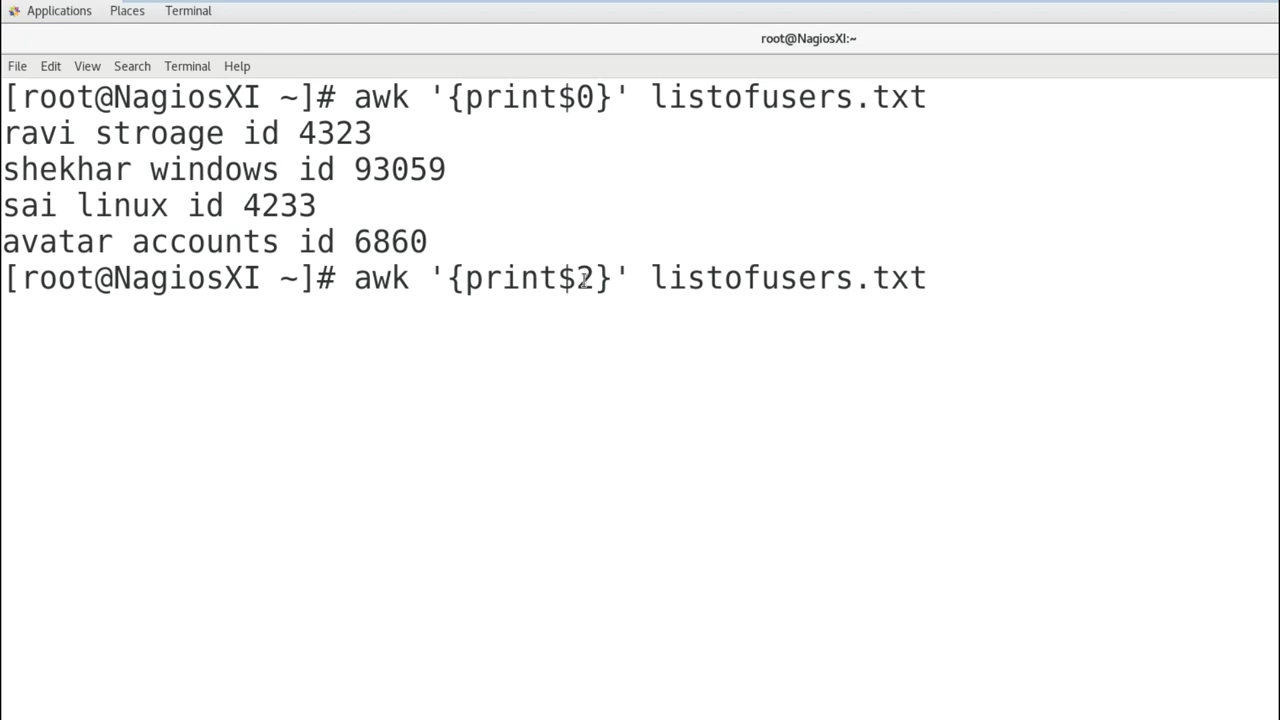 Applications Places Terminal
root@NagiosXI:~
File Edit View Search Terminal Help
[root@NagiosXI ~]# awk '{print$0}' listofusers.txt
ravi stroage id 4323
shekhar windows id 93059
sai linux id 4233
avatar accounts id 6860
[root@NagiosXI ~]# awk '{print$2}' listofusers.txt